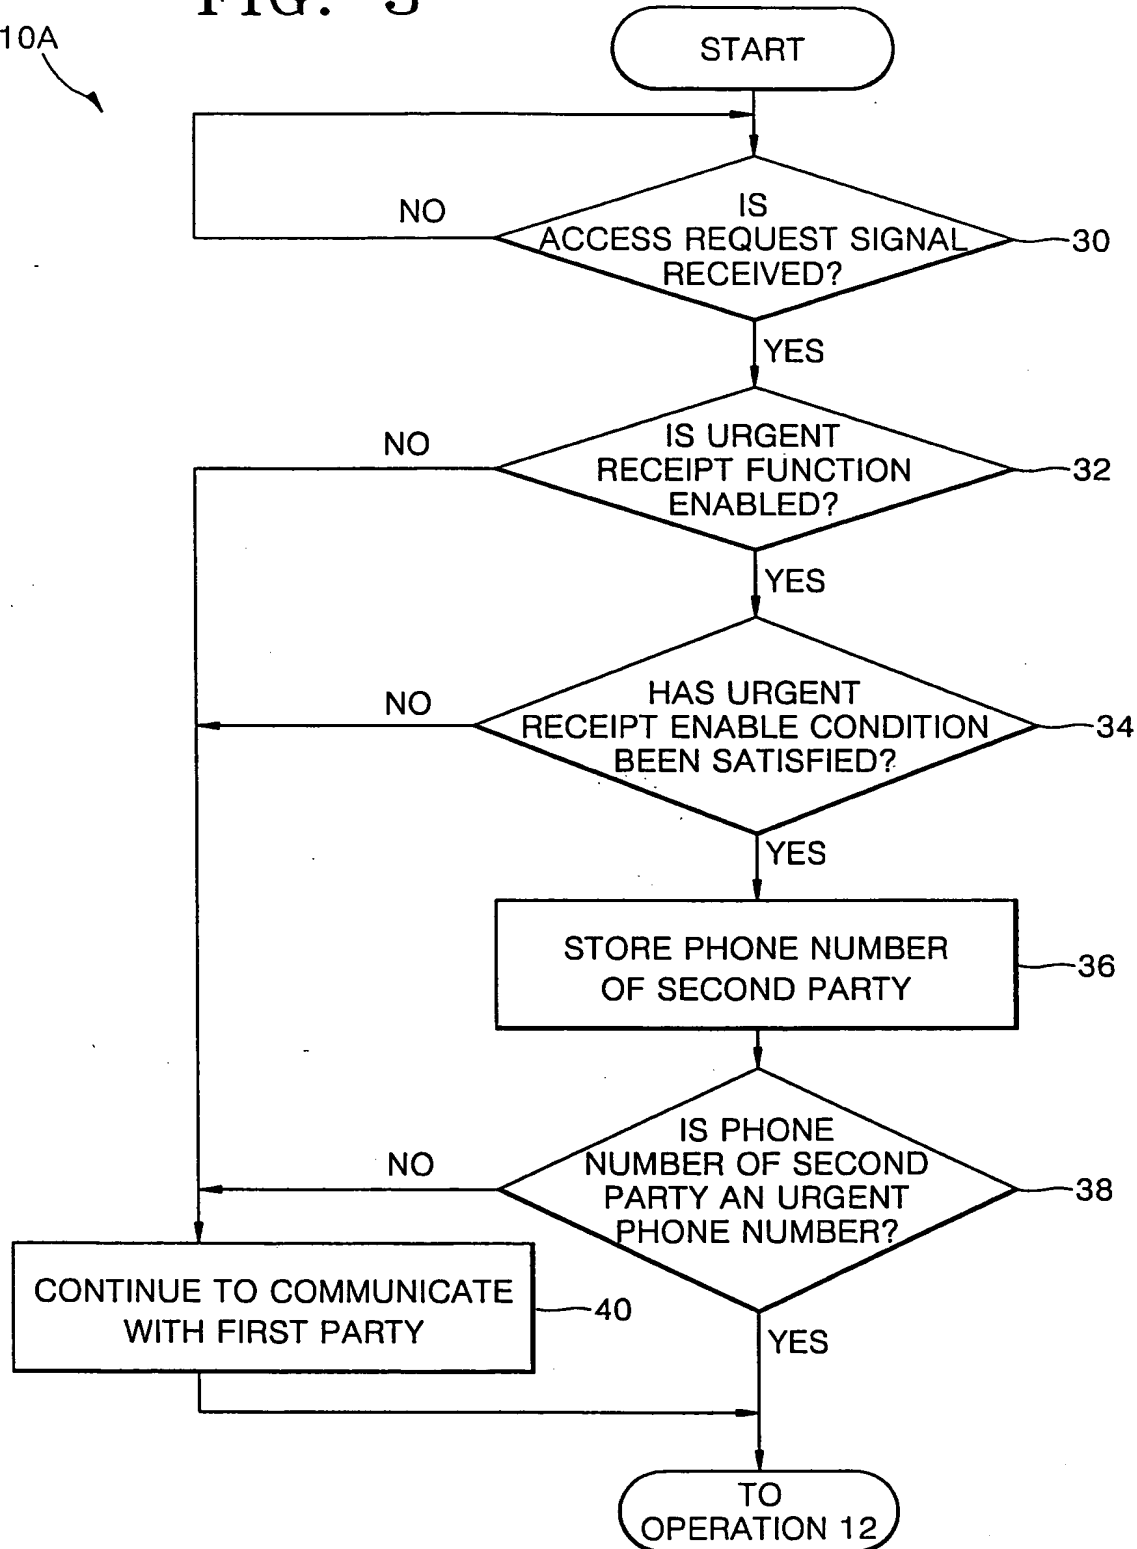 FIG. 3
10A
START
NO
IS
ACCESS REQUEST SIGNAL
RECEIVED?
30
YES
NO
IS URGENT
RECEIPT FUNCTION
ENABLED?
32
YES
NO
HAS URGENT
RECEIPT ENABLE CONDITION
BEEN SATISFIED?
34
YES
STORE PHONE NUMBER
OF SECOND PARTY
36
NO
IS PHONE
NUMBER OF SECOND
PARTY AN URGENT
PHONE NUMBER?
38
CONTINUE TO COMMUNICATE
WITH FIRST PARTY
40
YES
TO
OPERATION 12